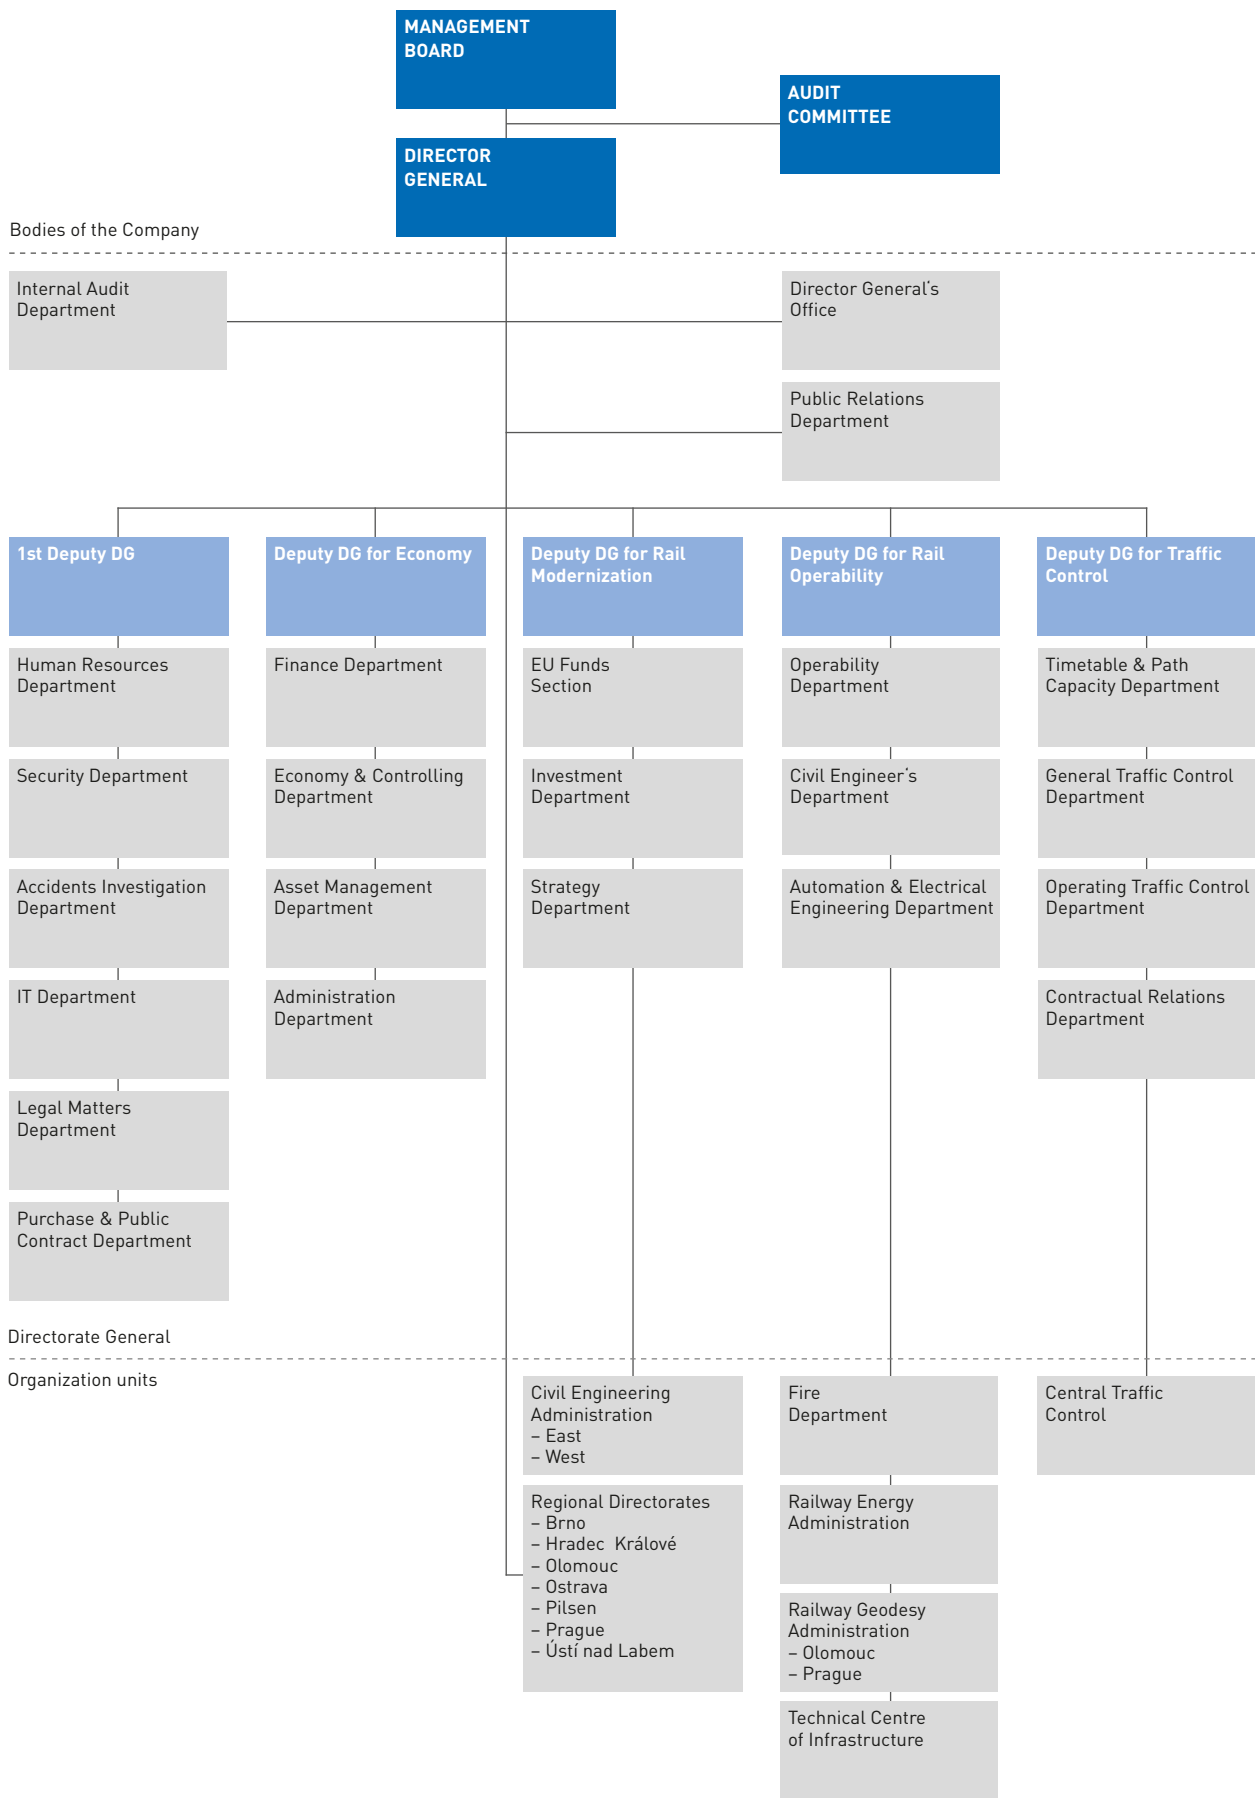 MANAGEMENT
BOARD
AUDIT
COMMITTEE
DIRECTOR
GENERAL
Bodies of the Company
Internal Audit
Department
Director General‘s
Office
Public Relations
Department
1st Deputy DG
Human Resources
Department
Security Department
Accidents Investigation
Department
IT Department
Legal Matters
Department
Purchase & Public
Contract Department
Deputy DG for Economy
Finance Department
Economy & Controlling
Department
Asset Management
Department
Administration
Department
Deputy DG for Rail
Modernization
EU Funds
Section
Investment
Department
Strategy
Department
Deputy DG for Rail
Operability
Operability
Department
Civil Engineer‘s
Department
Automation & Electrical
Engineering Department
Deputy DG for Traffic
Control
Timetable & Path
Capacity Department
General Traffic Control
Department
Operating Traffic Control
Department
Contractual Relations
Department
Directorate General
Organization units
Civil Engineering
Administration
– East
– West
Regional Directorates
– Brno
– Hradec Králové
– Olomouc
– Ostrava
– Pilsen
– Prague
– Ústí nad Labem
Fire
Department
Railway Energy
Administration
Railway Geodesy
Administration
– Olomouc
– Prague
Technical Centre
of Infrastructure
Central Traffic
Control